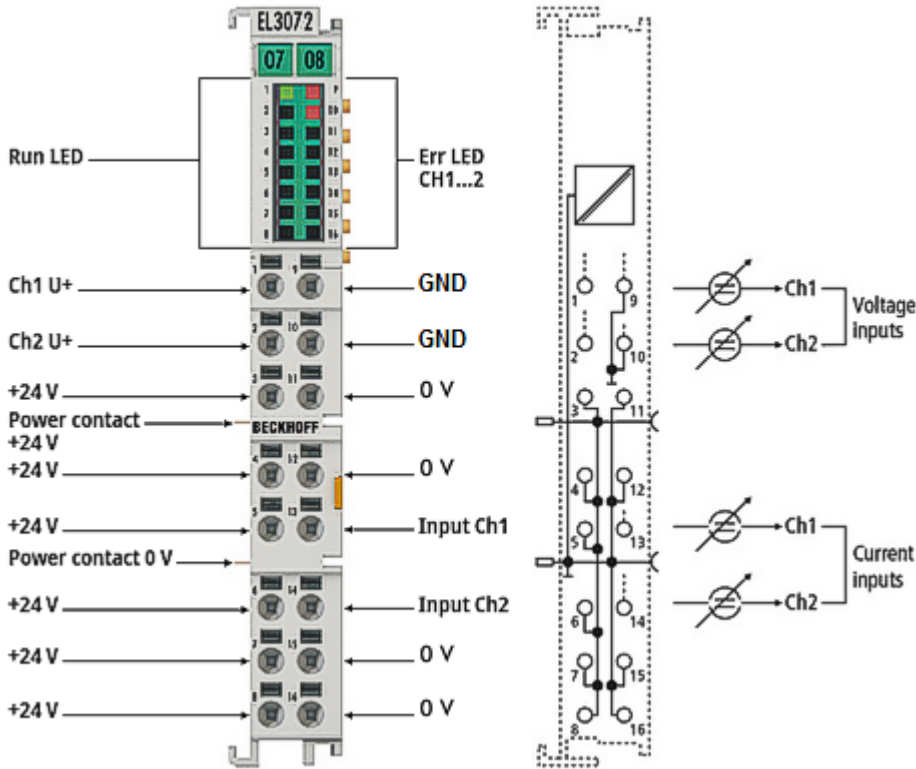 EL3072
07 08
Run LED
Err LED
CH1...2
Ch1 U+
GND
Ch2 U+
GND
+24 V
0 V
Power contact
+24 V
BECKHOFF
+24 V
0 V
+24 V
Input Ch1
Power contact 0 V
+24 V
Input Ch2
+24 V
0 V
+24 V
0 V
1 9
2 10
3 11
4 12
5 13
6 14
7 15
8 16
Ch1
Ch2
Voltage
inputs
Ch1
Ch2
Current
inputs